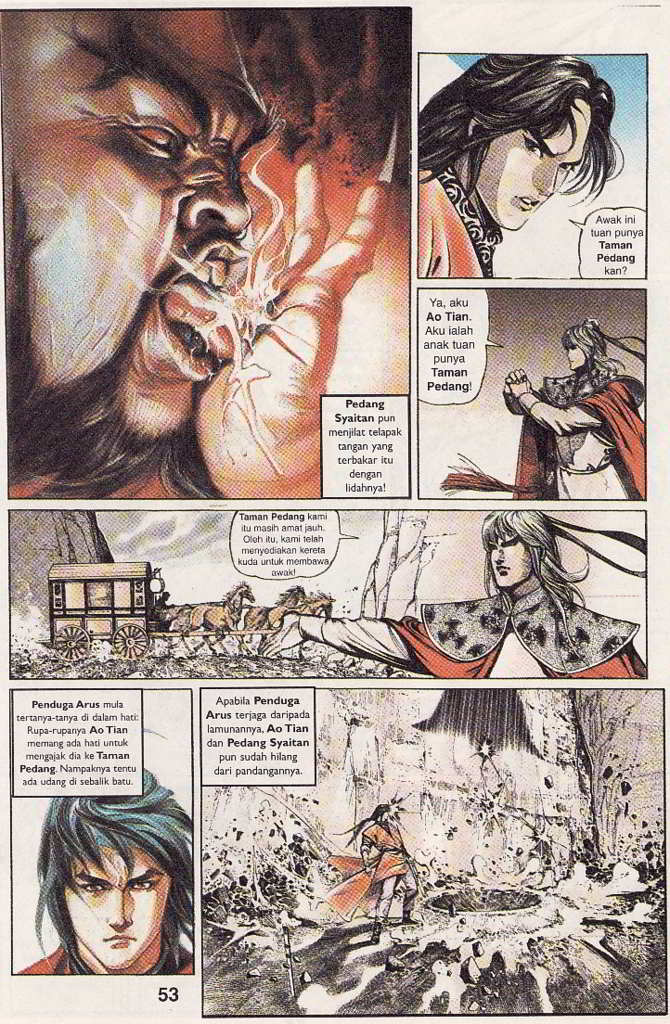 Pedang
Syaitan pun
menjilat telapak
tangan yang
terbakar itu
dengan
lidahnya!
Awak ini
tuan punya
Taman
Pedang
kan?
Ya, aku
Ao Tian.
Aku ialah
anak tuan
punya
Taman
Pedang!
Taman Pedang kami
itu masih amat jauh.
Oleh itu, kami telah
menyediakan kereta
kuda untuk membawa
awak!
Penduga Arus mula
tertanya-tanya di dalam hati:
Rupa-rupanya Ao Tian
memang ada hati untuk
mengajak dia ke Taman
Pedang. Nampaknya tentu
ada udang di sebalik batu.
Apabila Penduga
Arus terjaga daripada
lamunannya, Ao Tian
dan Pedang Syaitan
pun sudah hilang
dari pandangannya.
53